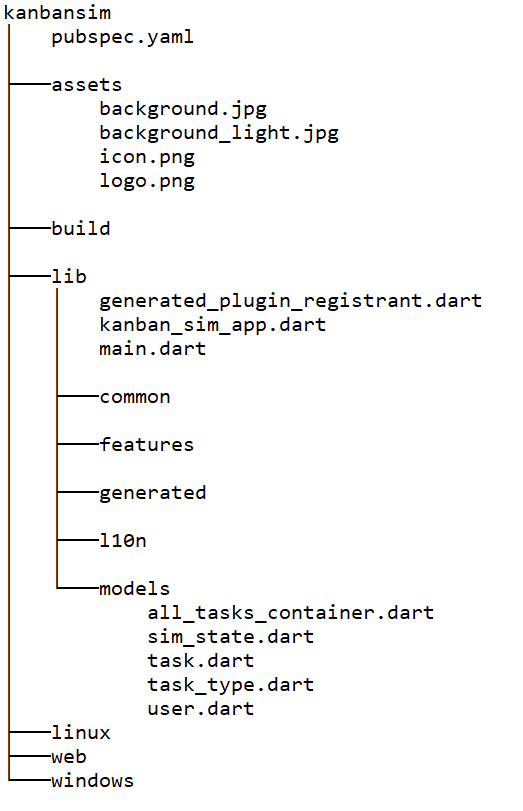 kanbansim
pubspec.yaml
assets
background.jpg
background_light.jpg
icon.png
logo.png
build
lib
generated_plugin_registrant.dart
kanban_sim_app.dart
main.dart
common
features
generated
l10n
models
all_tasks_container.dart
sim_state.dart
task.dart
task_type.dart
user.dart
linux
web
windows